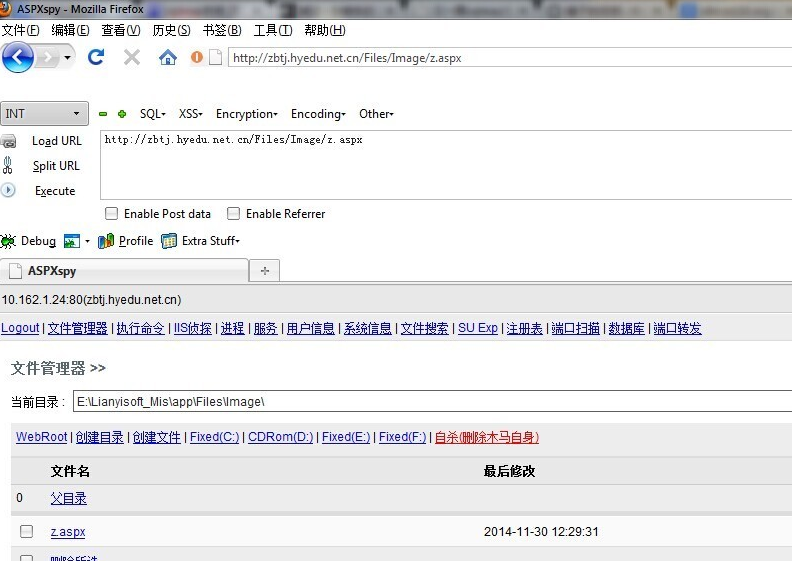 ASPXspy - Mozilla Firefox
文件(F) 编辑(E) 查看(V) 历史(S) 书签(B) 工具(T) 帮助(H)
http://zbtj.hyedu.net.cn/Files/Image/z.aspx
INT SQL XSS Encryption Encoding Other
Load URL http://zbtj.hyedu.net.cn/Files/Image/z.aspx
Split URL
Execute
Enable Post data Enable Referrer
Debug Profile Extra Stuff
ASPXspy
10.162.1.24:80(zbtj.hyedu.net.cn)
Logout | 文件管理器 | 执行命令 | IIS侦探 | 进程 | 服务 | 用户信息 | 系统信息 | 文件搜索 | SU Exp | 注册表 | 端口扫描 | 数据库 | 端口转发
文件管理器 >>
当前目录 : E:\Lianyisoft_Mis\app\Files\Image\
WebRoot | 创建目录 | 创建文件 | Fixed(C:) | CDRom(D:) | Fixed(E:) | Fixed(F:) | 自杀(删除木马自身)
文件名 最后修改
0 父目录
z.aspx 2014-11-30 12:29:31
删除所选